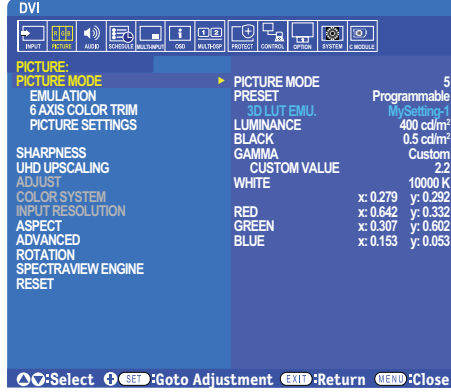 DVI
INPUT PICTURE AUDIO SCHEDULE MULTI-INPUT OSD MULTI-DSP PROTECT CONTROL OPTION SYSTEM C MODULE
PICTURE:
PICTURE MODE
EMULATION
6 AXIS COLOR TRIM
PICTURE SETTINGS
SHARPNESS
UHD UPSCALING
ADJUST
COLOR SYSTEM
INPUT RESOLUTION
ASPECT
ADVANCED
ROTATION
SPECTRAVIEW ENGINE
RESET
PICTURE MODE 5
PRESET Programmable
3D LUT EMU. MySetting-1
LUMINANCE 400 cd/m²
BLACK 0.5 cd/m²
GAMMA Custom
CUSTOM VALUE 2.2
WHITE 10000 K
x: 0.279 y: 0.292
RED x: 0.642 y: 0.332
GREEN x: 0.307 y: 0.602
BLUE x: 0.153 y: 0.053
:Select SET:Goto Adjustment EXIT:Return MENU:Close